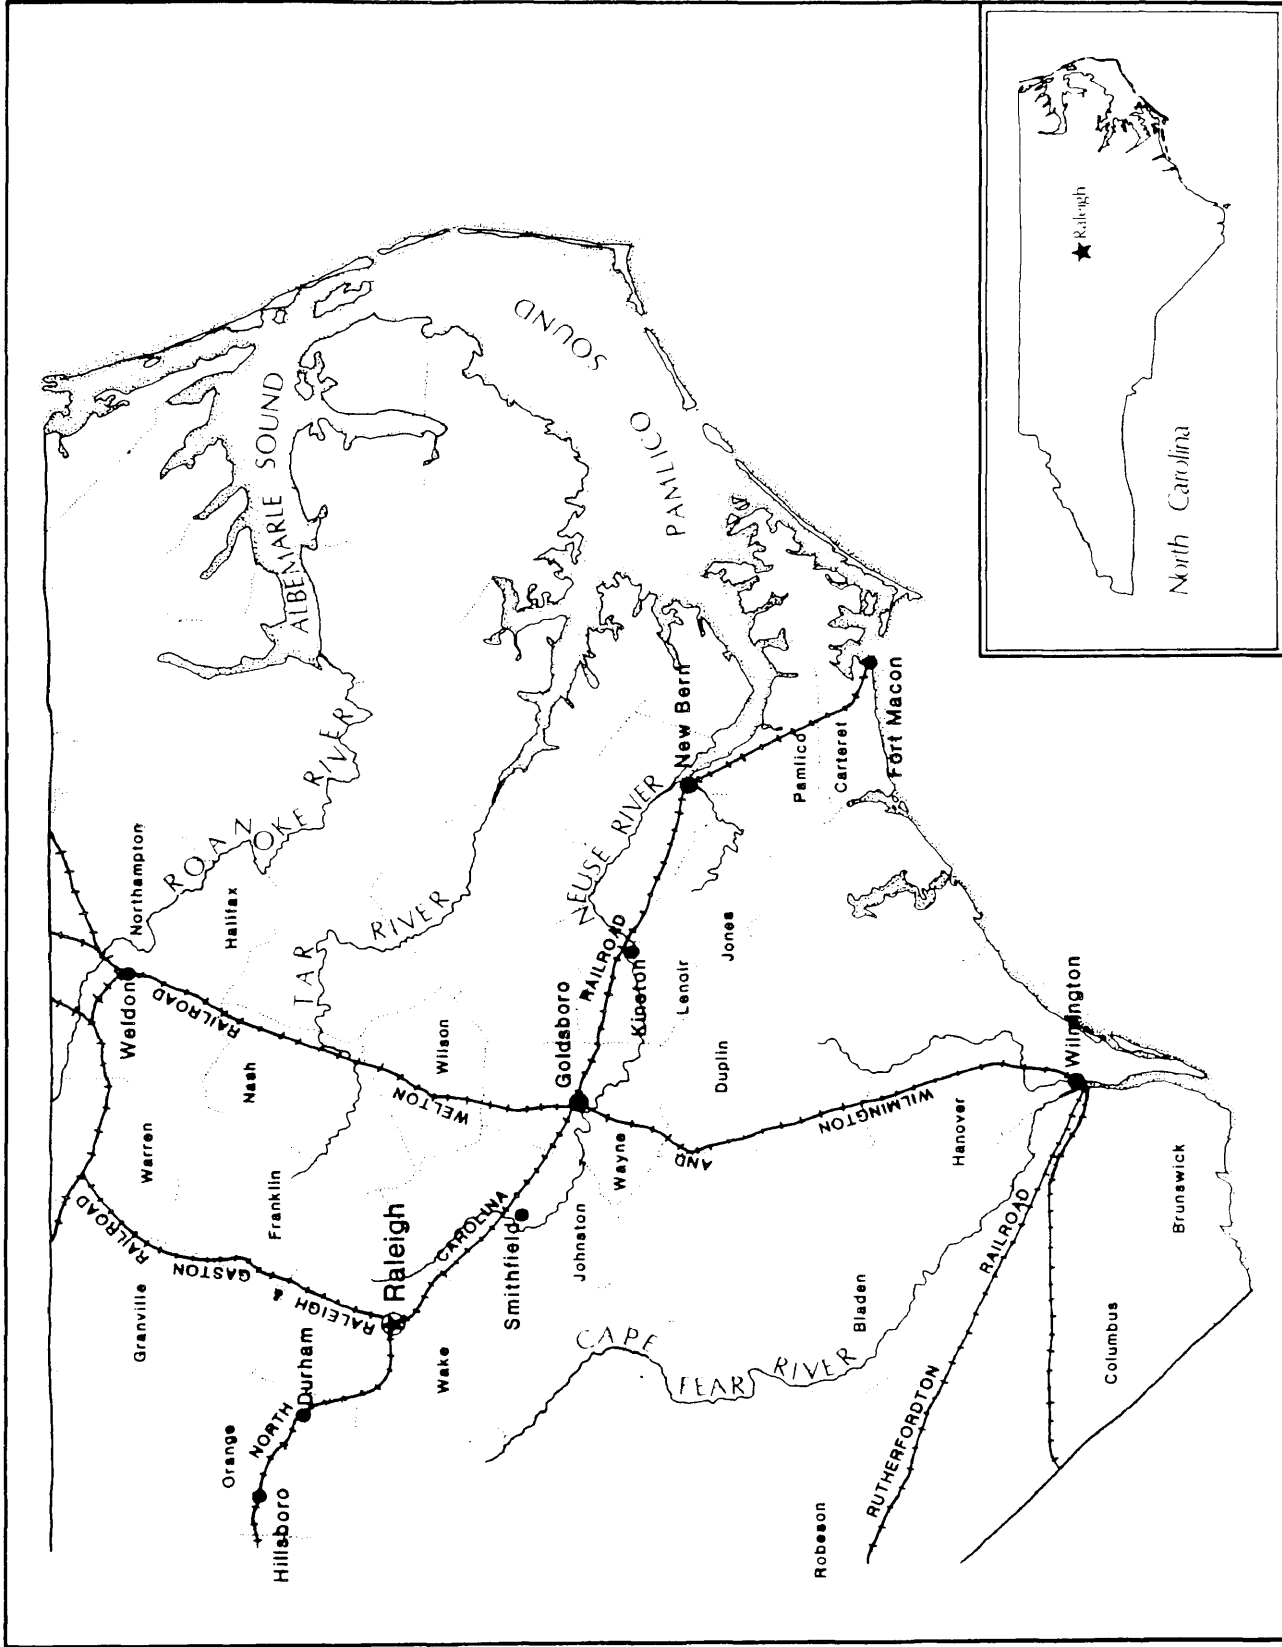 Northampton
ROANOKE RIVER
Weldon
Halifax
ALBEMARLE SOUND
Warren
Granville
RAILROAD
Nash
TAR RIVER
Franklin
RALEIGH & GASTON RAILROAD
Orange
Hillsboro
Durham
NORTH
CAROLINA
RAILROAD
Raleigh
Wake
Wilson
WELTON
Smithfield
Johnston
Goldsboro
Wayne
Kinston
NEUSE RIVER
Lenoir
Jones
New Bern
PAMLICO SOUND
Pamlico
Carteret
Fort Macon
Duplin
AND
WILMINGTON
CAPE FEAR RIVER
Bladen
Hanover
Robeson
RUTHERFORDTON
RAILROAD
Columbus
Brunswick
Wilmington
Raleigh
North Carolina